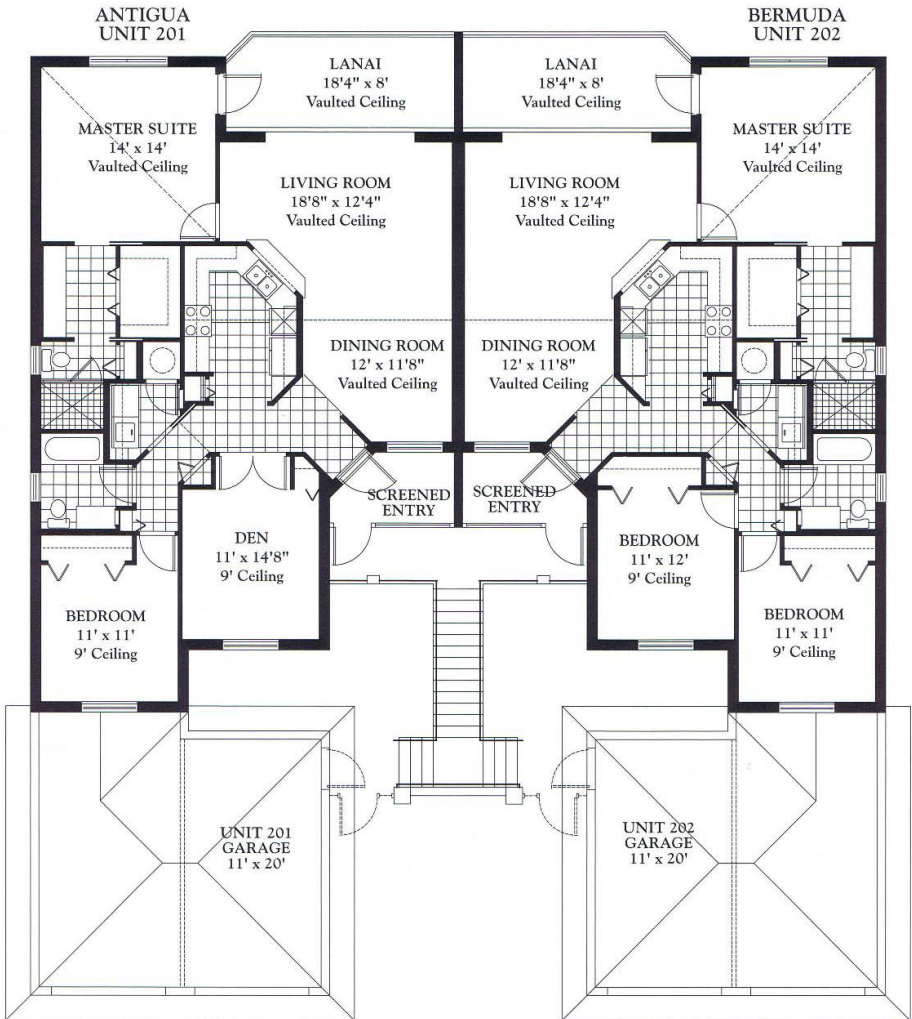 ANTIGUA
UNIT 201
BERMUDA
UNIT 202
LANAI
18'4" x 8'
Vaulted Ceiling
LANAI
18'4" x 8'
Vaulted Ceiling
MASTER SUITE
14' x 14'
Vaulted Ceiling
MASTER SUITE
14' x 14'
Vaulted Ceiling
LIVING ROOM
18'8" x 12'4"
Vaulted Ceiling
LIVING ROOM
18'8" x 12'4"
Vaulted Ceiling
DINING ROOM
12' x 11'8"
Vaulted Ceiling
DINING ROOM
12' x 11'8"
Vaulted Ceiling
SCREENED
ENTRY
SCREENED
ENTRY
DEN
11' x 14'8"
9' Ceiling
BEDROOM
11' x 12'
9' Ceiling
BEDROOM
11' x 11'
9' Ceiling
BEDROOM
11' x 11'
9' Ceiling
UNIT 201
GARAGE
11' x 20'
UNIT 202
GARAGE
11' x 20'